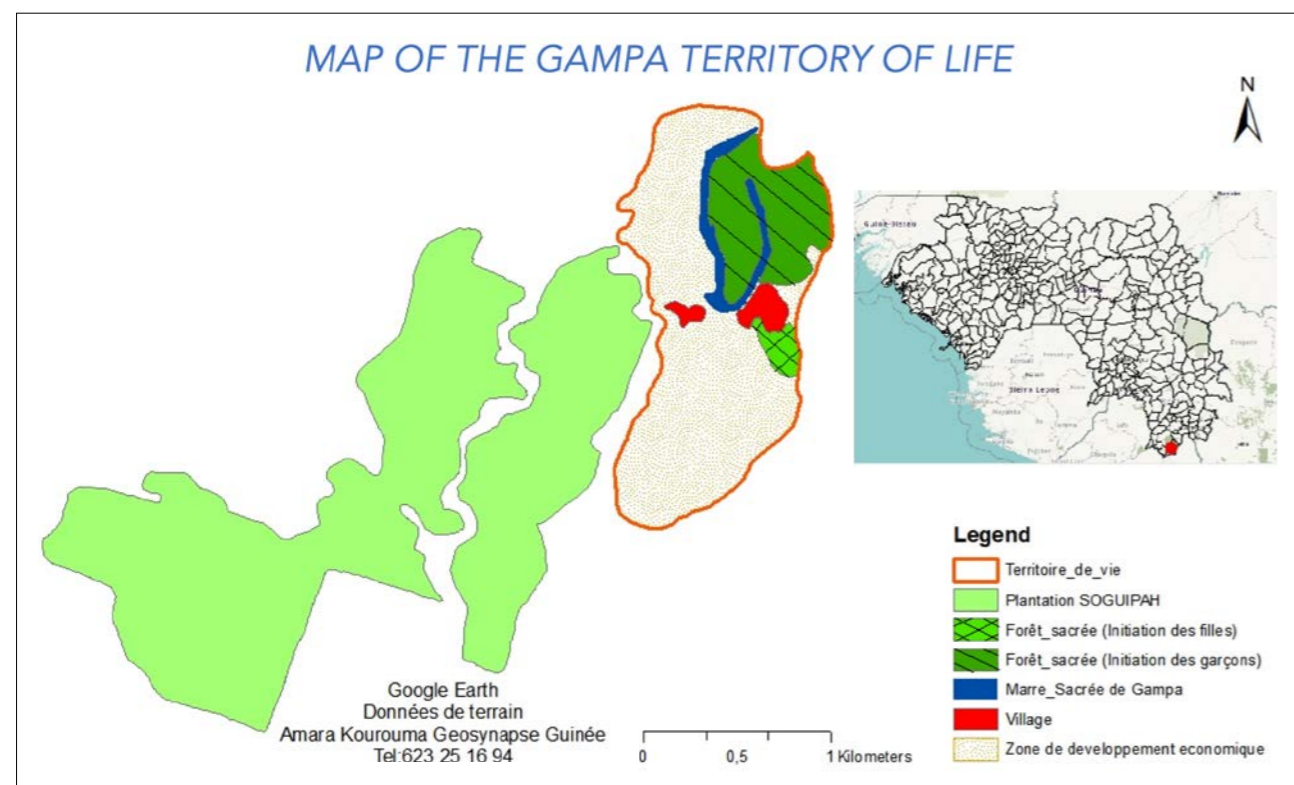 MAP OF THE GAMPA TERRITORY OF LIFE
N
Sierra Leone
Legend
Territoire_de_vie
Plantation SOGUIPAH
Forêt_sacrée (Initiation des filles)
Forêt_sacrée (Initiation des garçons)
Marre_Sacrée de Gampa
Village
Zone de developpement economique
Google Earth
Données de terrain
Amara Kourouma Geosynapse Guinée
Tel:623 25 16 94
0 0,5 1 Kilometers